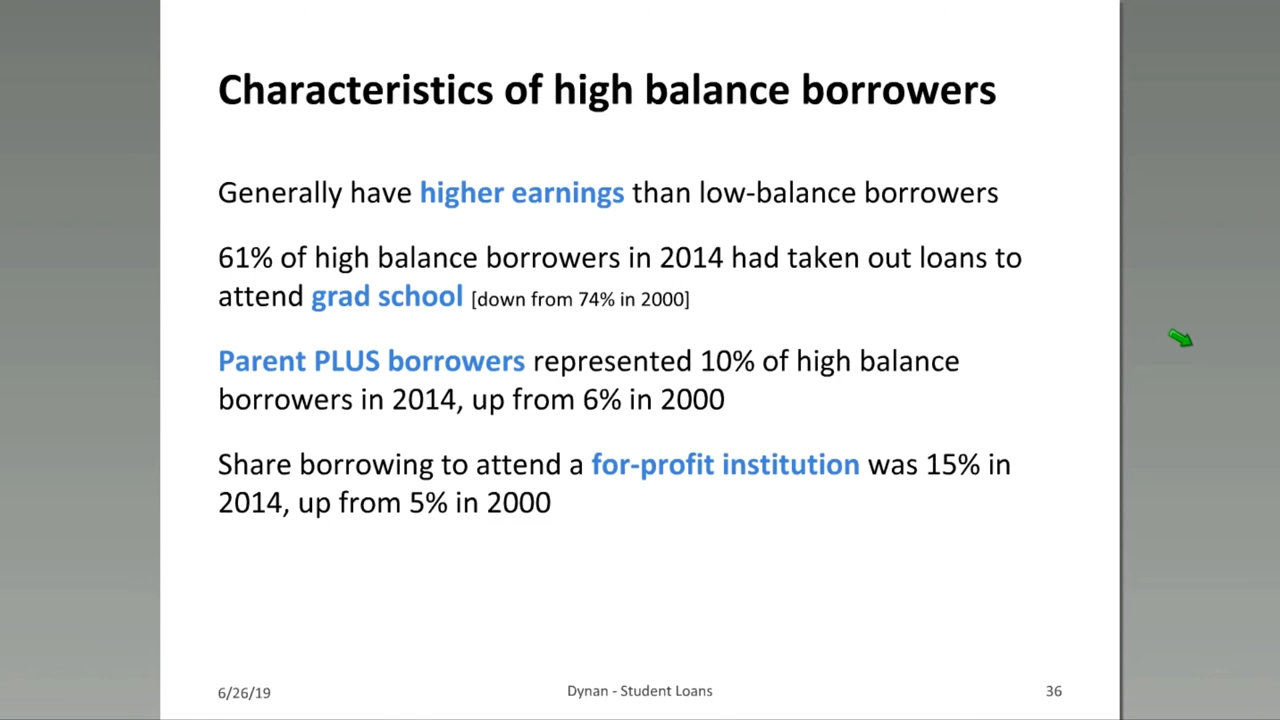 Characteristics of high balance borrowers
Generally have higher earnings than low-balance borrowers
61% of high balance borrowers in 2014 had taken out loans to
attend grad school [down from 74% in 2000]
Parent PLUS borrowers represented 10% of high balance
borrowers in 2014, up from 6% in 2000
Share borrowing to attend a for-profit institution was 15% in
2014, up from 5% in 2000
6/26/19
Dynan - Student Loans
36